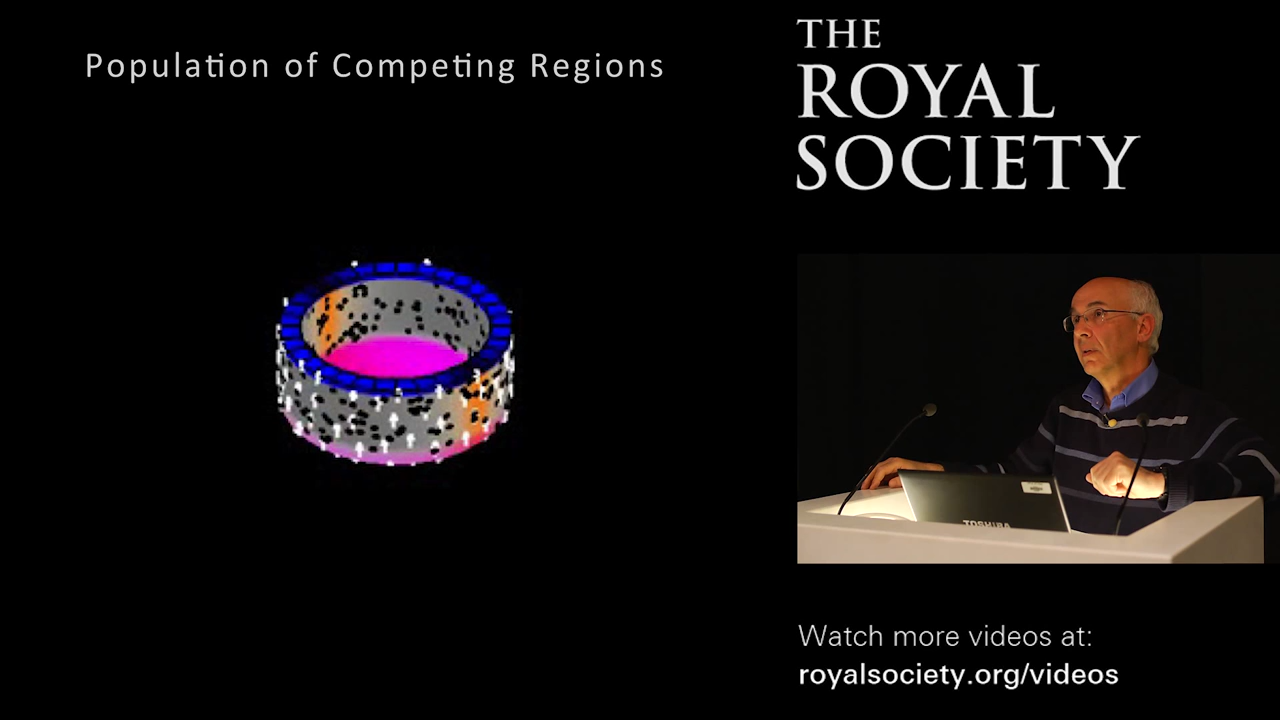 Population of Competing Regions
THE
ROYAL
SOCIETY
TOSHIBA
Watch more videos at:
royalsociety.org/videos